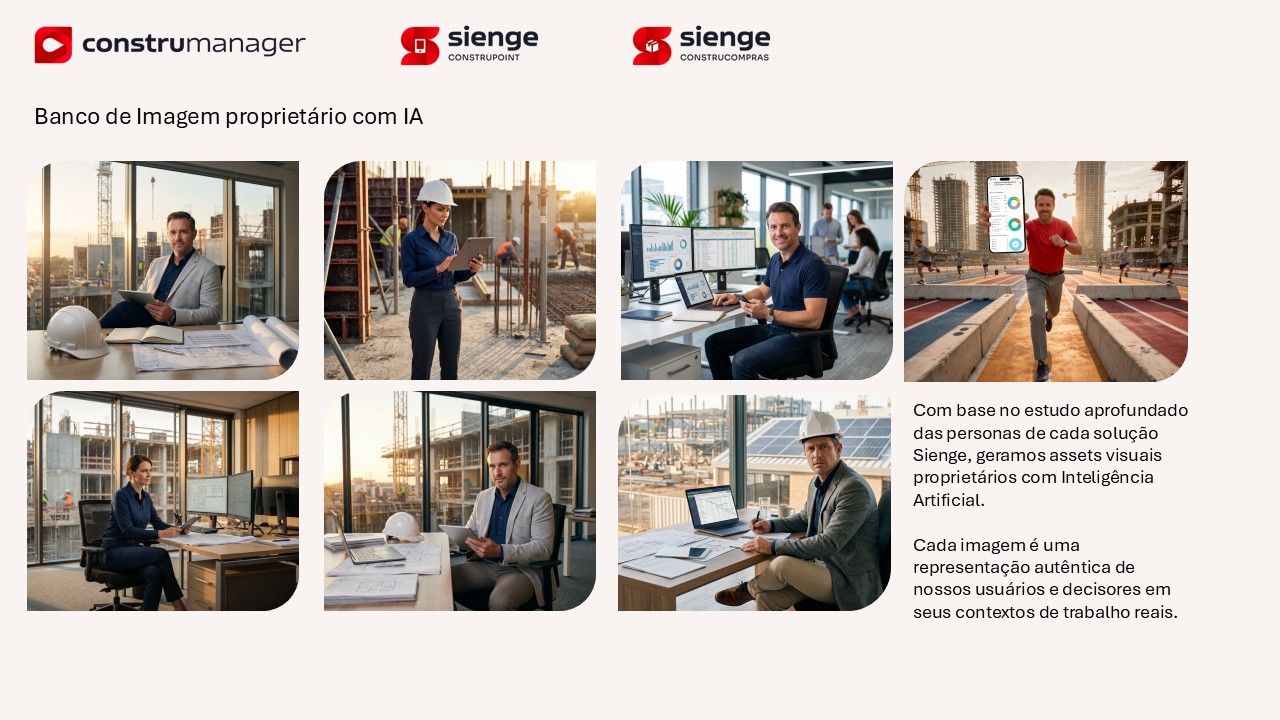 construmanager
sienge
CONSTRUPOINT
sienge
CONSTRUCOMPRAS
Banco de Imagem proprietário com IA
Com base no estudo aprofundado
das personas de cada solução
Sienge, geramos assets visuais
proprietários com Inteligência
Artificial.
Cada imagem é uma
representação autêntica de
nossos usuários e decisores em
seus contextos de trabalho reais.